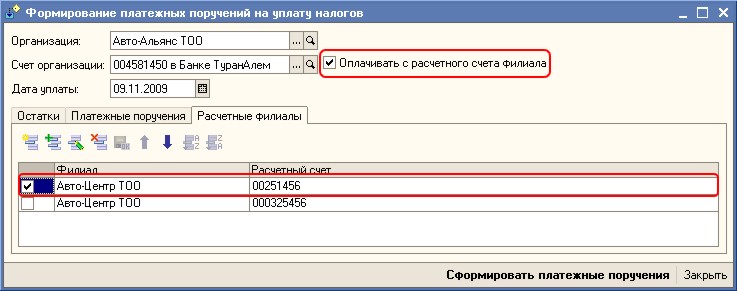 Формирование платежных поручений на уплату налогов
Организация: Авто-Альянс ТОО ...
Счет организации: 004581450 в Банке ТуранАлем ... Оплачивать с расчетного счета филиала
Дата уплаты: 09.11.2009
Остатки Платежные поручения Расчетные филиалы
Филиал Расчетный счет
Авто-Центр ТОО 00251456
Авто-Центр ТОО 000325456
Сформировать платежные поручения Закрыть